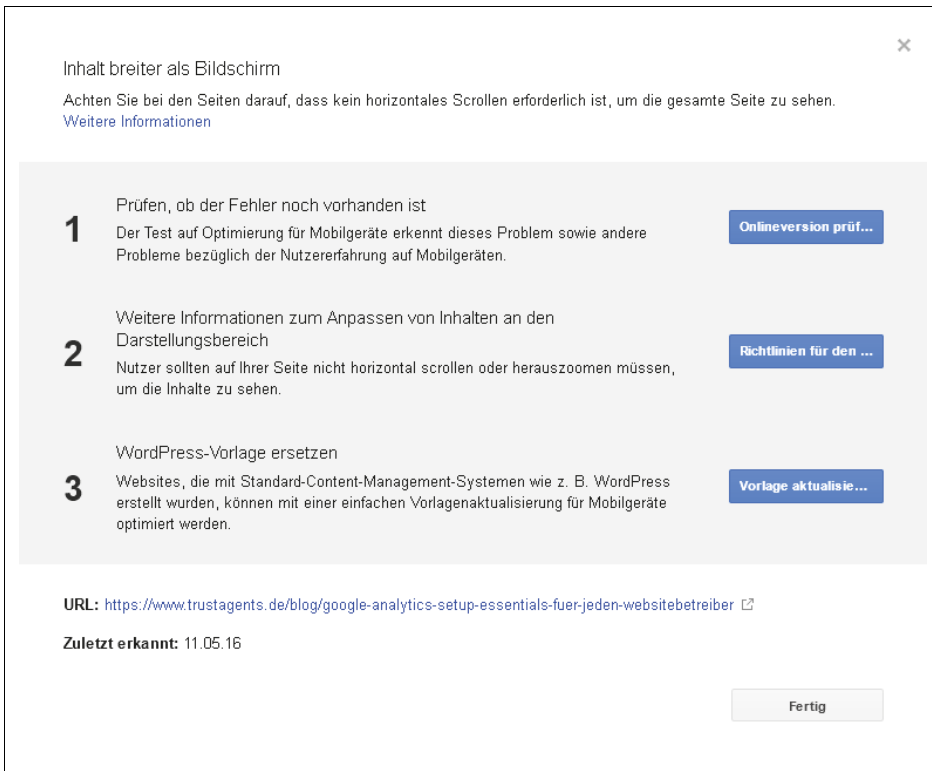 Inhalt breiter als Bildschirm
Achten Sie bei den Seiten darauf, dass kein horizontales Scrollen erforderlich ist, um die gesamte Seite zu sehen.
Weitere Informationen
1
Prüfen, ob der Fehler noch vorhanden ist
Der Test auf Optimierung für Mobilgeräte erkennt dieses Problem sowie andere
Probleme bezüglich der Nutzererfahrung auf Mobilgeräten.
Onlineversion prüf...
2
Weitere Informationen zum Anpassen von Inhalten an den
Darstellungsbereich
Nutzer sollten auf Ihrer Seite nicht horizontal scrollen oder herauszoomen müssen,
um die Inhalte zu sehen.
Richtlinien für den ...
3
WordPress-Vorlage ersetzen
Websites, die mit Standard-Content-Management-Systemen wie z. B. WordPress
erstellt wurden, können mit einer einfachen Vorlagenaktualisierung für Mobilgeräte
optimiert werden.
Vorlage aktualisie...
URL: https://www.trustagents.de/blog/google-analytics-setup-essentials-fuer-jeden-websitebetreiber
Zuletzt erkannt: 11.05.16
Fertig